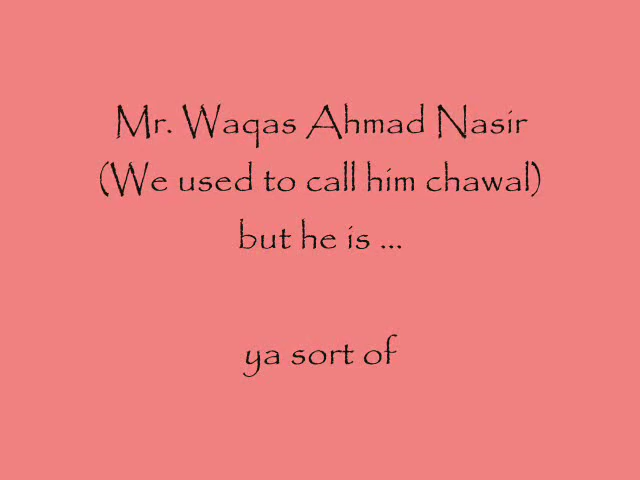 Mr. Waqas Ahmad Nasir
(We used to call him chawal)
but he is ...
ya sort of